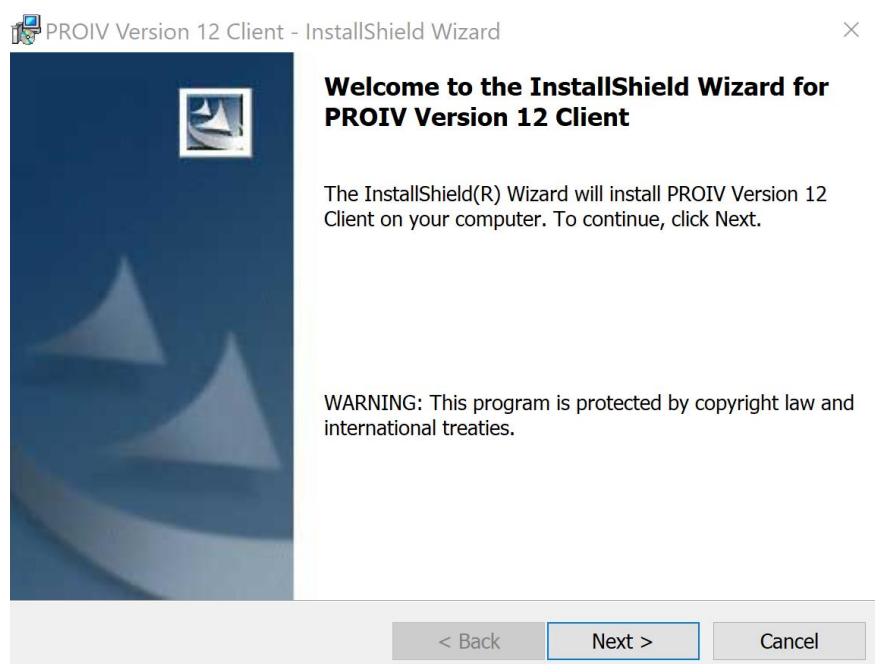 PROIV Version 12 Client - InstallShield Wizard
Welcome to the InstallShield Wizard for
PROIV Version 12 Client
The InstallShield(R) Wizard will install PROIV Version 12
Client on your computer. To continue, click Next.
WARNING: This program is protected by copyright law and
international treaties.
< Back Next > Cancel